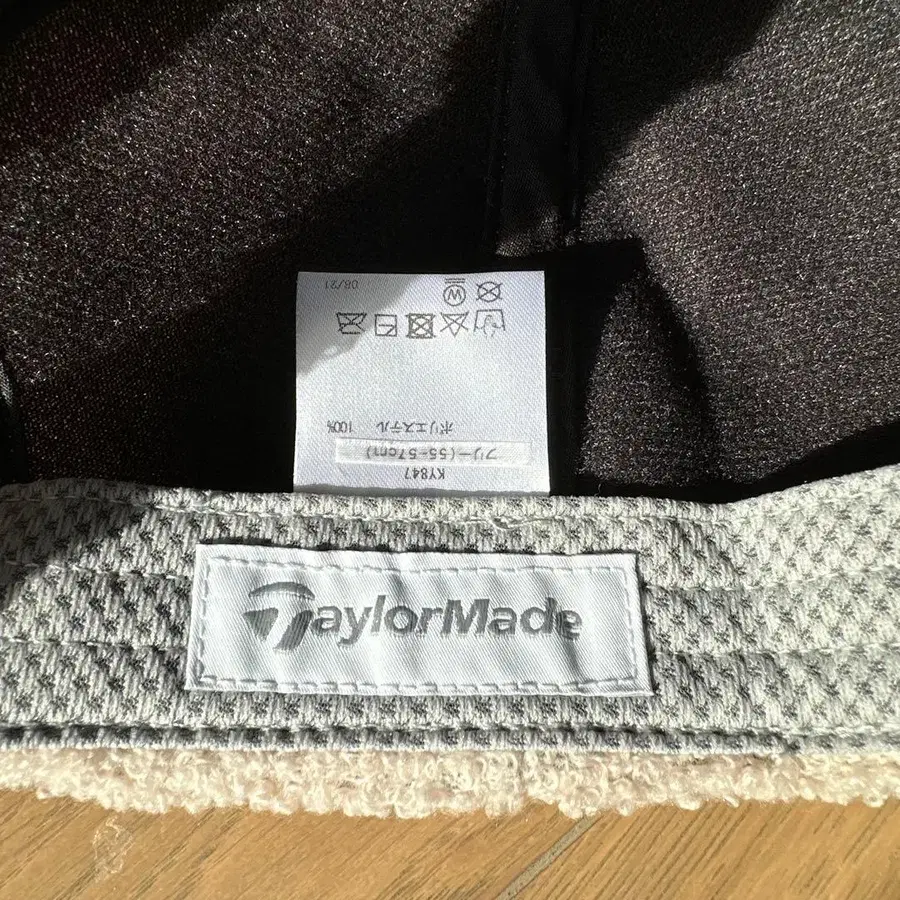 KY847
フリー(55-57cm)
ポリエステル 100%
W
08/21
TaylorMade